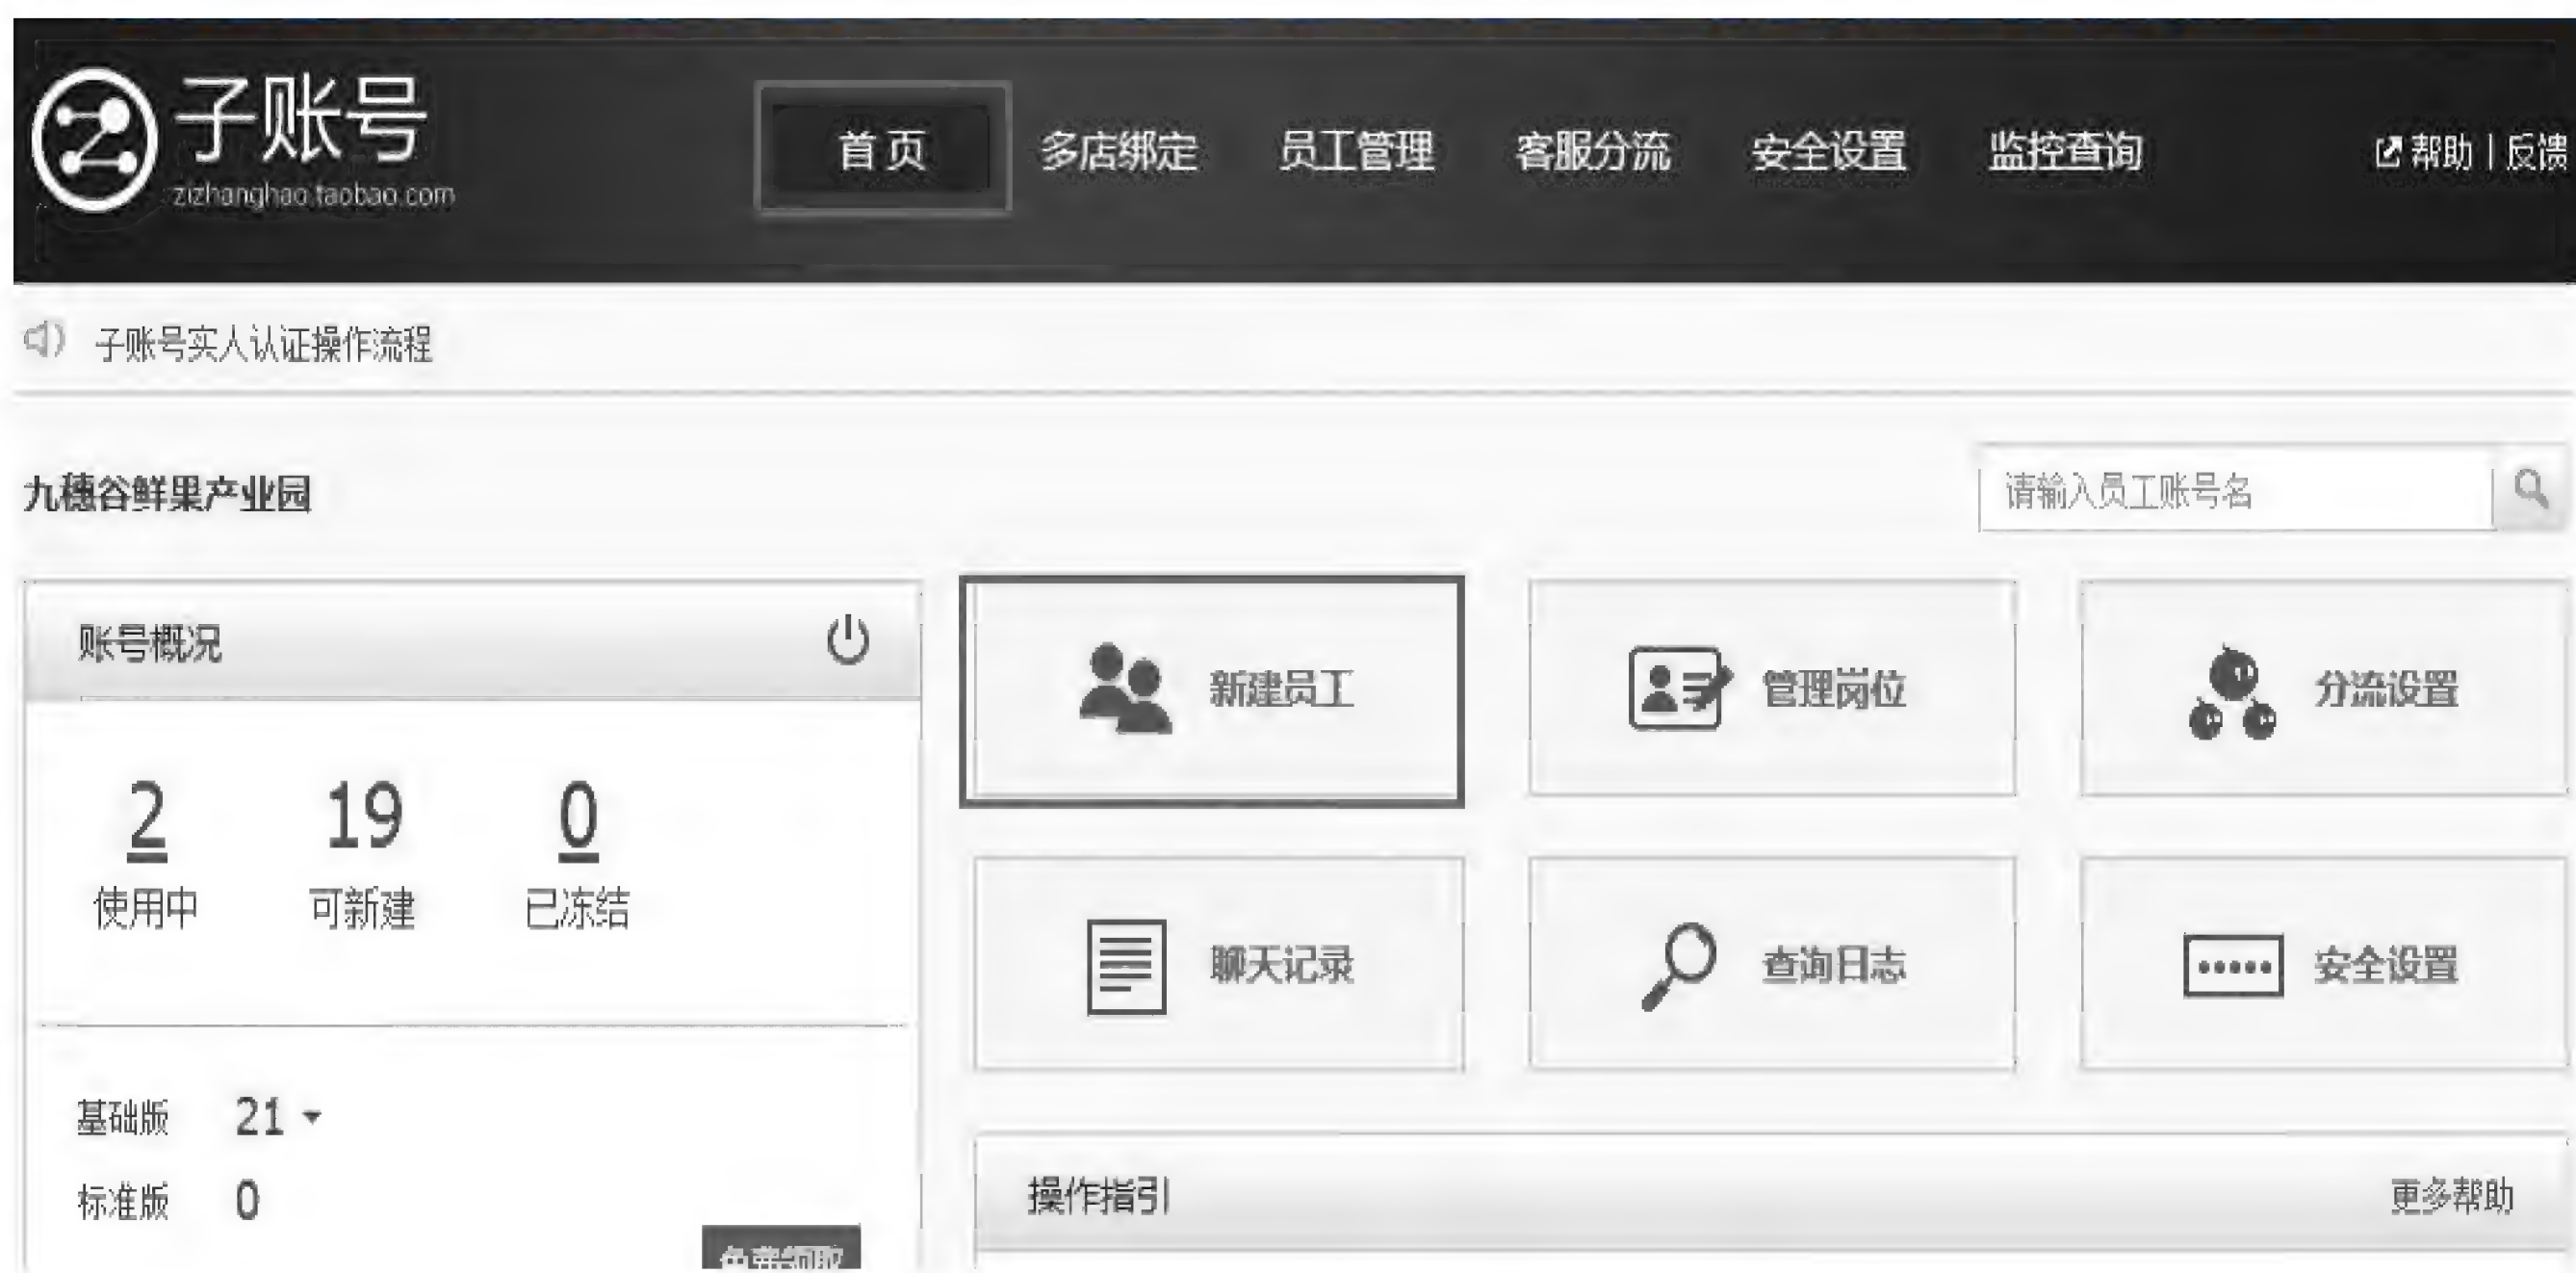 子账号
zizhanghao.taobao.com
首页 多店绑定 员工管理 客服分流 安全设置 监控查询 帮助 | 反馈
子账号实人认证操作流程
九穗谷鲜果产业园
请输入员工账号名
账号概况
2 19 0
使用中 可新建 已冻结
基础版 21
标准版 0
免费领取
新建员工 管理岗位 分流设置
聊天记录 查询日志 安全设置
操作指引 更多帮助